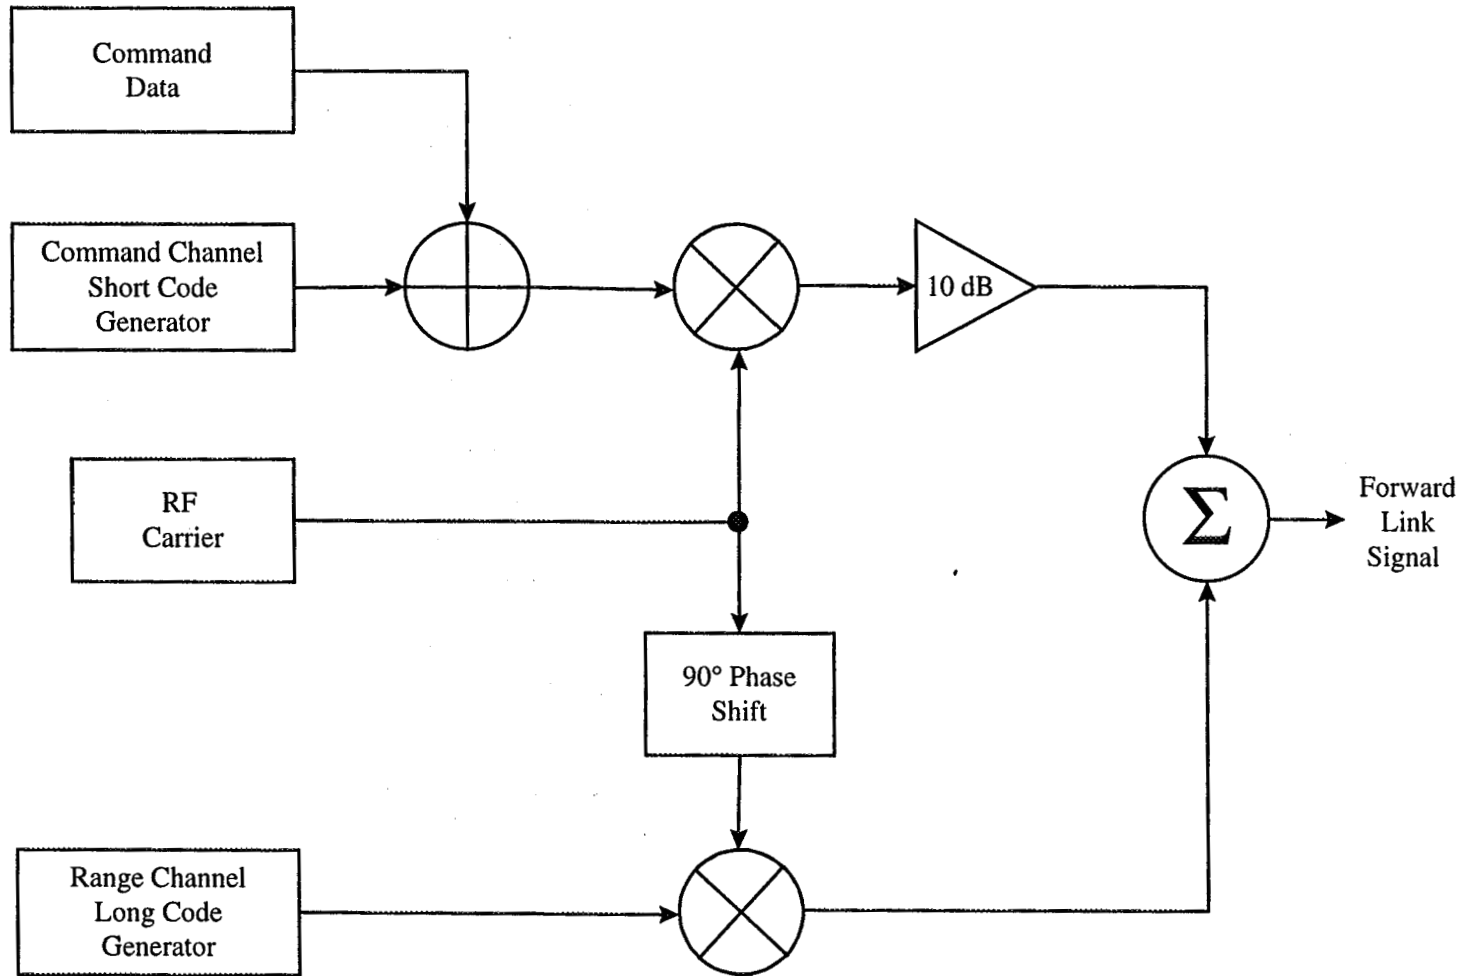 Command
Data
Command Channel
Short Code
Generator
10 dB
RF
Carrier
Σ
Forward
Link
Signal
90° Phase
Shift
Range Channel
Long Code
Generator